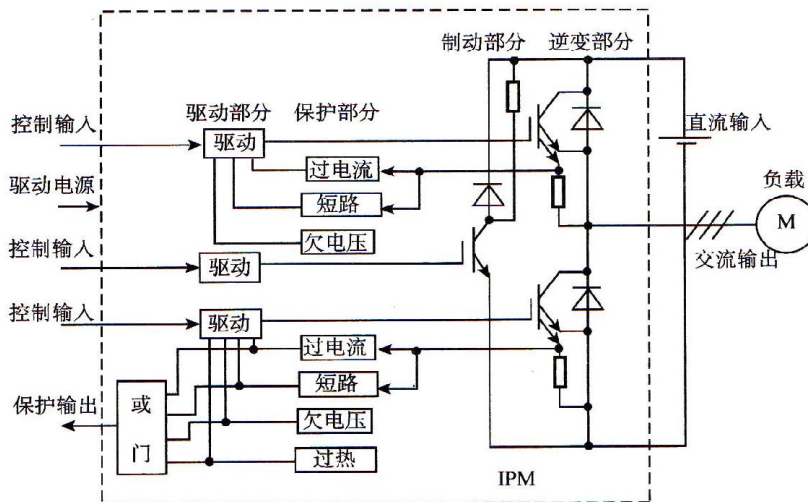 制动部分 逆变部分
驱动部分 保护部分
控制输入
驱动
直流输入
过电流
驱动电源
短路
负载
M
欠电压
控制输入
驱动
交流输出
控制输入
驱动
过电流
短路
保护输出
或门
欠电压
过热
IPM